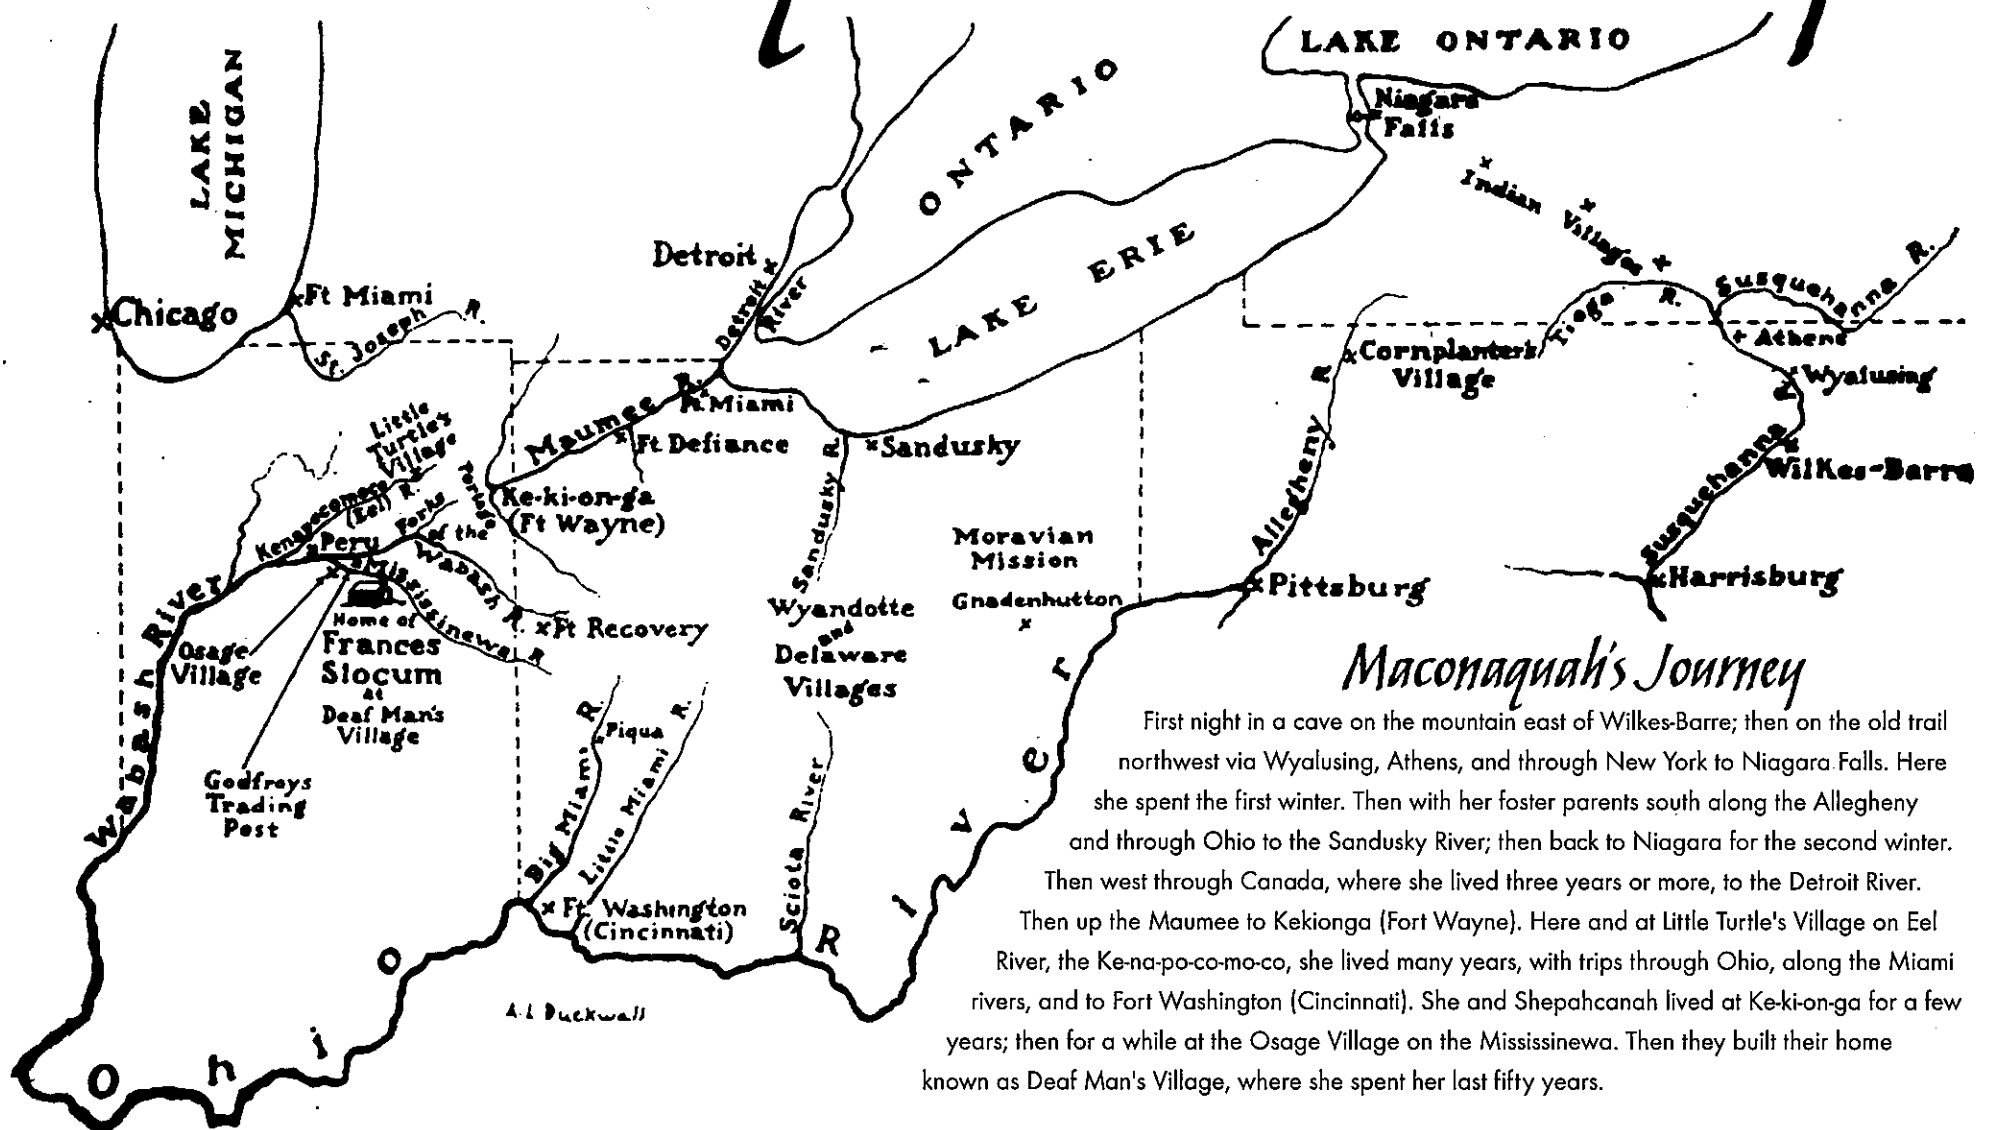 LAKE ONTARIO
LAKE
MICHIGAN
ONTARIO
Niagara
Falls
Indian Villages
LAKE ERIE
Detroit
Detroit River
Susquehanna R.
Tioga R.
Chicago
Ft Miami
St. Joseph R.
Athens
Cornplanter's
Village
Wyalusing
Maumee R.
Ft Miami
Ft Defiance
Sandusky
Sandusky R.
Allegheny R
Susquehanna R
Wilkes-Barre
Little
Turtle's
Village
Kenapocomoco
(Eel) R.
Portage
Ke-ki-on-ga
(Ft Wayne)
Forks
of the
Wabash R.
Peru
Mississinewa R
Moravian
Mission
Gnadenhutton
Pittsburg
Harrisburg
Wabash River
Wyandotte
and
Delaware
Villages
Ft Recovery
Osage
Village
Home of
Frances
Slocum
at
Deaf Man's
Village
Godfroys
Trading
Post
Big Miami R.
Piqua
Little Miami R.
Sciota River
Ft. Washington
(Cincinnati)
Ohio River
A.L Duckwall
Maconaquah's Journey
First night in a cave on the mountain east of Wilkes-Barre; then on the old trail
northwest via Wyalusing, Athens, and through New York to Niagara Falls. Here
she spent the first winter. Then with her foster parents south along the Allegheny
and through Ohio to the Sandusky River; then back to Niagara for the second winter.
Then west through Canada, where she lived three years or more, to the Detroit River.
Then up the Maumee to Kekionga (Fort Wayne). Here and at Little Turtle's Village on Eel
River, the Ke-na-po-co-mo-co, she lived many years, with trips through Ohio, along the Miami
rivers, and to Fort Washington (Cincinnati). She and Shepahcanah lived at Ke-ki-on-ga for a few
years; then for a while at the Osage Village on the Mississinewa. Then they built their home
known as Deaf Man's Village, where she spent her last fifty years.